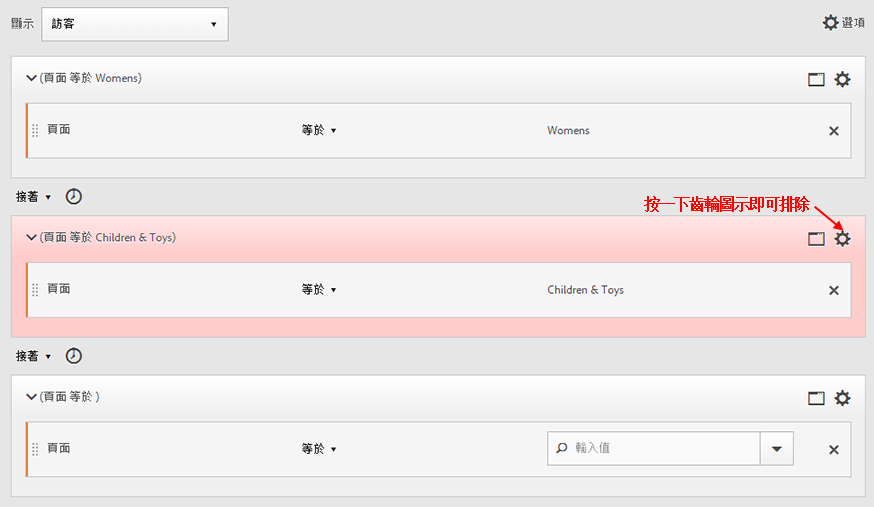 顯示 訪客 選項
(頁面 等於 Womens)
頁面 等於 Womens
接著
按一下齒輪圖示即可排除
(頁面 等於 Children & Toys)
頁面 等於 Children & Toys
接著
(頁面 等於 )
頁面 等於 輸入值